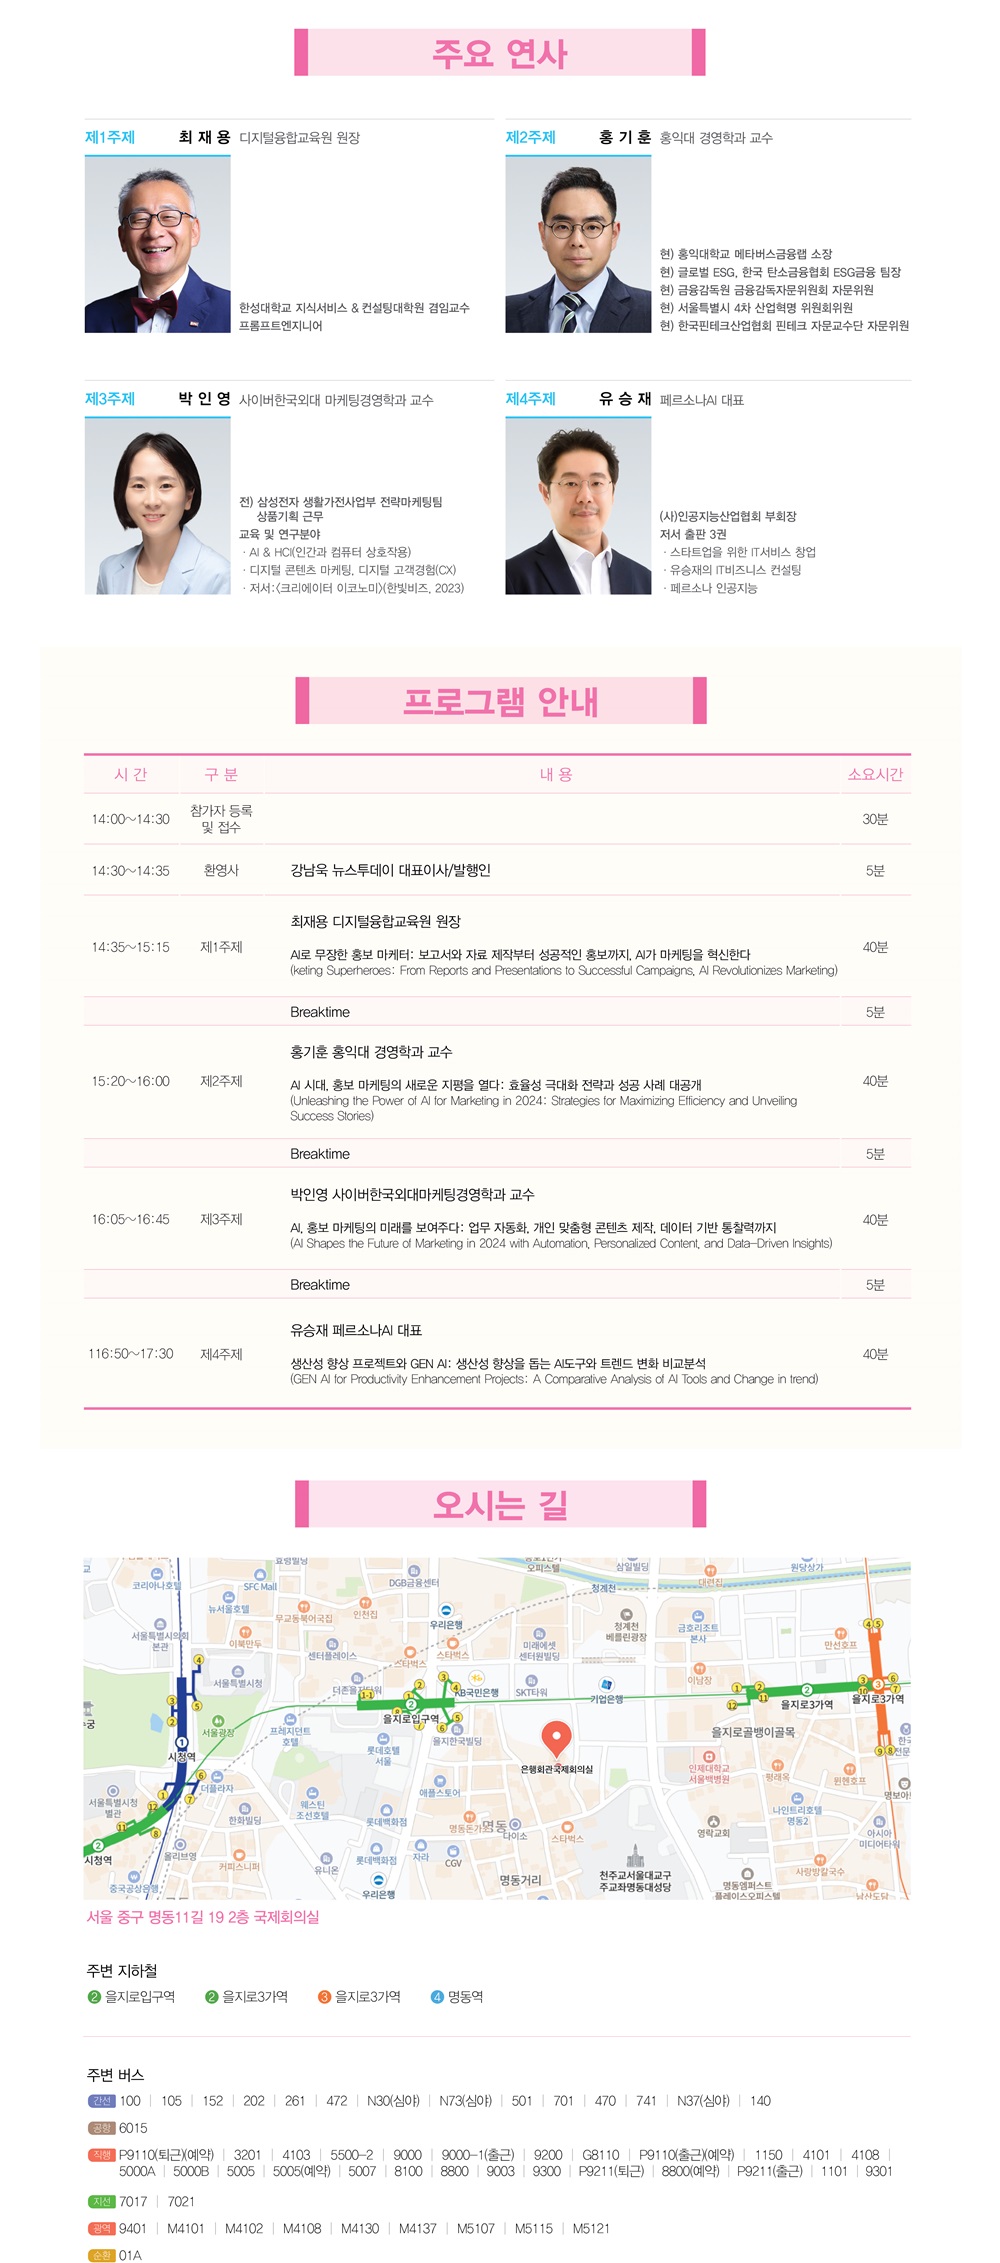 주요 연사
제1주제 최 재 용 디지털융합교육원 원장
한성대학교 지식서비스 & 컨설팅대학원 겸임교수
프롬프트엔지니어
제2주제 홍 기 훈 홍익대 경영학과 교수
현) 홍익대학교 메타버스금융랩 소장
현) 글로벌 ESG, 한국 탄소금융협회 ESG금융 팀장
현) 금융감독원 금융감독자문위원회 자문위원
현) 서울특별시 4차 산업혁명 위원회위원
현) 한국핀테크산업협회 핀테크 자문교수단 자문위원
제3주제 박 인 영 사이버한국외대 마케팅경영학과 교수
전) 삼성전자 생활가전사업부 전략마케팅팀
상품기획 근무
교육 및 연구분야
· AI & HCI(인간과 컴퓨터 상호작용)
· 디지털 콘텐츠 마케팅, 디지털 고객경험(CX)
· 저서:<크리에이터 이코노미>(한빛비즈, 2023)
제4주제 유 승 재 페르소나AI 대표
(사)인공지능산업협회 부회장
저서 출판 3권
· 스타트업을 위한 IT서비스 창업
· 유승재의 IT비즈니스 컨설팅
· 페르소나 인공지능
프로그램 안내
시 간 구 분 내 용 소요시간
14:00~14:30 참가자 등록 및 접수 30분
14:30~14:35 환영사 강남욱 뉴스투데이 대표이사/발행인 5분
최재용 디지털융합교육원 원장
14:35~15:15 제1주제 40분
AI로 무장한 홍보 마케터: 보고서와 자료 제작부터 성공적인 홍보까지, AI가 마케팅을 혁신한다
(keting Superheroes: From Reports and Presentations to Successful Campaigns, AI Revolutionizes Marketing)
Breaktime 5분
홍기훈 홍익대 경영학과 교수
15:20~16:00 제2주제 40분
AI 시대, 홍보 마케팅의 새로운 지평을 열다: 효율성 극대화 전략과 성공 사례 대공개
(Unleashing the Power of AI for Marketing in 2024: Strategies for Maximizing Efficiency and Unveiling
Success Stories)
Breaktime 5분
박인영 사이버한국외대마케팅경영학과 교수
16:05~16:45 제3주제 40분
AI, 홍보 마케팅의 미래를 보여주다: 업무 자동화, 개인 맞춤형 콘텐츠 제작, 데이터 기반 통찰력까지
(AI Shapes the Future of Marketing in 2024 with Automation, Personalized Content, and Data-Driven Insights)
Breaktime 5분
유승재 페르소나AI 대표
116:50~17:30 제4주제 40분
생산성 향상 프로젝트와 GEN AI: 생산성 향상을 돕는 AI도구와 트렌드 변화 비교분석
(GEN AI for Productivity Enhancement Projects: A Comparative Analysis of AI Tools and Change in trend)
오시는 길
효령빌딩
오피스텔
삼일빌딩
원당상가
코리아나호텔
SFC Mall
DGB금융센터
청계천
대련집
뉴서울호텔
무교동북어국집
인천집
우리은행
청계천
베를린광장
금호리조트
본사
서울특별시의회
본관
이북만두
센터플레이스
스타벅스
스타벅스
미래에셋
센터원빌딩
만선호프
서울특별시청
더존을지타워
KB국민은행
SKT타워
기업은행
이남장
을지로3가역
을지로3가역
서울광장
을지로입구역
을지한국빌딩
을지로골뱅이골목
프레지던트
호텔
롯데호텔
서울
은행회관국제회의실
시청역
인제대학교
서울백병원
평래옥
원헨호프
더플라자
애플스토어
명보아트
서울특별시청
별관
웨스틴
조선호텔
나인트리호텔
명동2
한화빌딩
롯데백화점
명동돈가스
명동
다이소
스타벅스
영락교회
아시아
미디어타워
시청역
올리브영
커피스니퍼
유니온
롯데백화점
자라
CGV
명동거리
천주교서울대교구
주교좌명동대성당
사랑방칼국수
중국공상은행
우리은행
명동엠퍼스트
플레이스오피스텔
남산도담
서울 중구 명동11길 19 2층 국제회의실
주변 지하철
2 을지로입구역 2 을지로3가역 3 을지로3가역 4 명동역
주변 버스
간선 100 | 105 | 152 | 202 | 261 | 472 | N30(심야) | N73(심야) | 501 | 701 | 470 | 741 | N37(심야) | 140
공항 6015
직행 P9110(퇴근)(예약) | 3201 | 4103 | 5500-2 | 9000 | 9000-1(출근) | 9200 | G8110 | P9110(출근)(예약) | 1150 | 4101 | 4108 |
5000A | 5000B | 5005 | 5005(예약) | 5007 | 8100 | 8800 | 9003 | 9300 | P9211(퇴근) | 8800(예약) | P9211(출근) | 1101 | 9301
지선 7017 | 7021
광역 9401 | M4101 | M4102 | M4108 | M4130 | M4137 | M5107 | M5115 | M5121
순환 01A